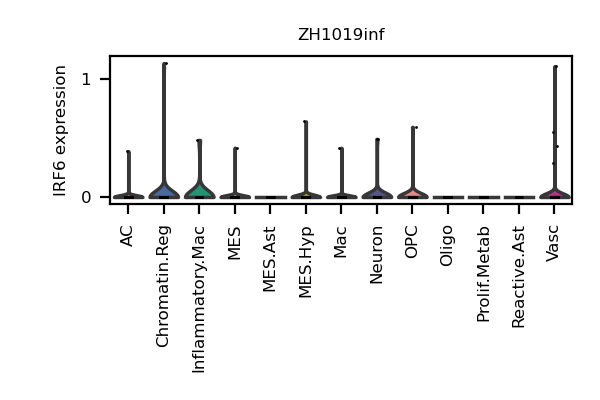 ZH1019inf
IRF6 expression
1
0
AC
Chromatin.Reg
Inflammatory.Mac
MES
MES.Ast
MES.Hyp
Mac
Neuron
OPC
Oligo
Prolif.Metab
Reactive.Ast
Vasc